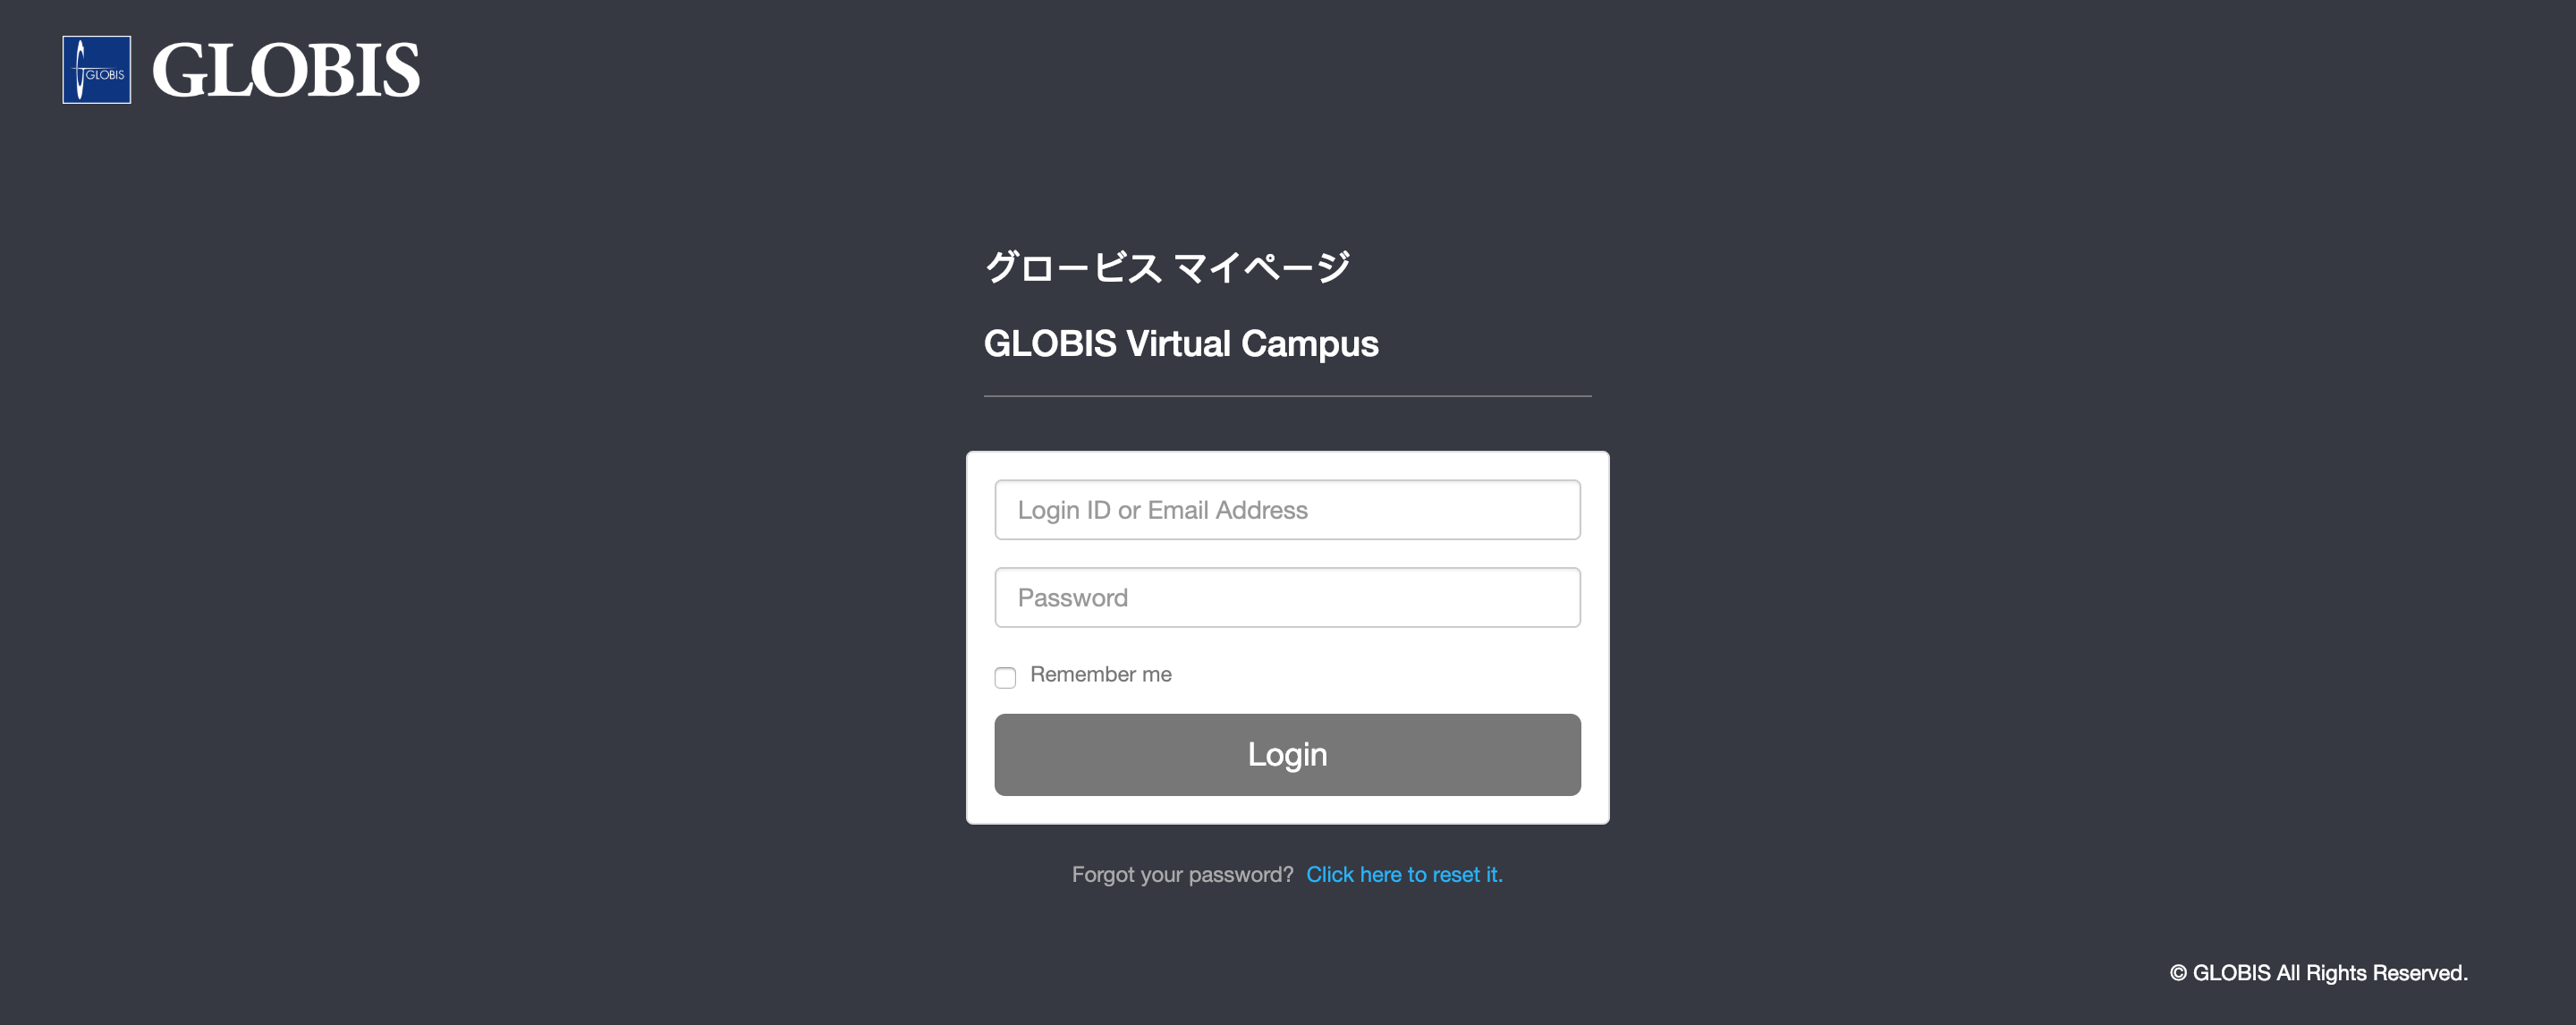 GLOBIS GLOBIS
グロービス マイページ
GLOBIS Virtual Campus
Login ID or Email Address
Password
Remember me
Login
Forgot your password? Click here to reset it.
© GLOBIS All Rights Reserved.